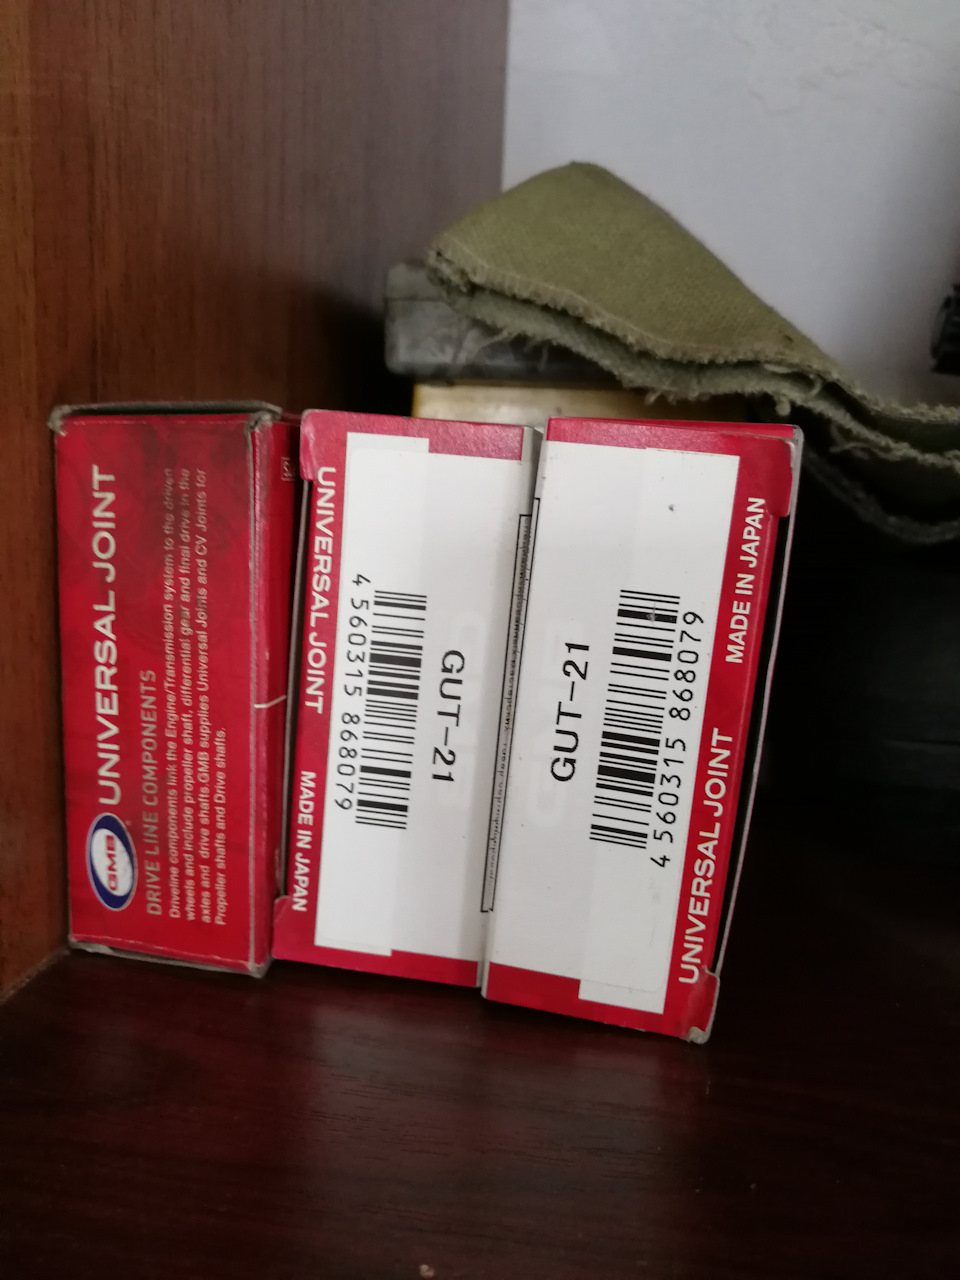 GMB UNIVERSAL JOINT
DRIVE LINE COMPONENTS
Driveline components link the Engine/Transmission system to the driven
wheels and include propeller shaft, differential gear and final drive in the
axles and drive shafts.GMB supplies Universal Joints and CV Joints for
Propeller shafts and Drive shafts.
UNIVERSAL JOINT MADE IN JAPAN
4 560315 868079
GUT-21
GUT-21
4 560315 868079
UNIVERSAL JOINT MADE IN JAPAN